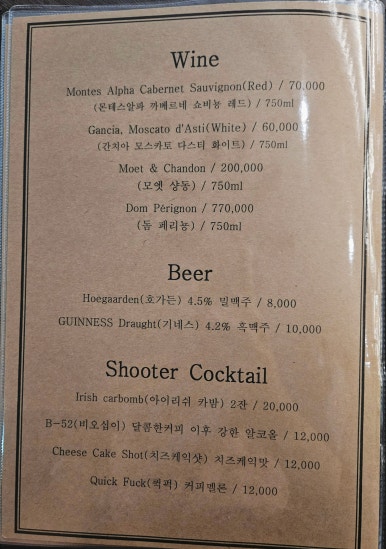 Wine
Montes Alpha Cabernet Sauvignon(Red) / 70,000
(몬테스알파 까베르네 쇼비뇽 레드) / 750ml
Gancia, Moscato d'Asti(White) / 60,000
(간치아 모스카토 다스티 화이트) / 750ml
Moet & Chandon / 200,000
(모엣 샹동) / 750ml
Dom Pérignon / 770,000
(돔 페리뇽) / 750ml
Beer
Hoegaarden(호가든) 4.5% 밀맥주 / 8,000
GUINNESS Draught(기네스) 4.2% 흑맥주 / 10,000
Shooter Cocktail
Irish carbomb(아이리쉬 카밤) 2잔 / 20,000
B-52(비오십이) 달콤한커피 이후 강한 알코올 / 12,000
Cheese Cake Shot(치즈케익샷) 치즈케익맛 / 12,000
Quick Fuck(퀵퍽) 커피멜론 / 12,000